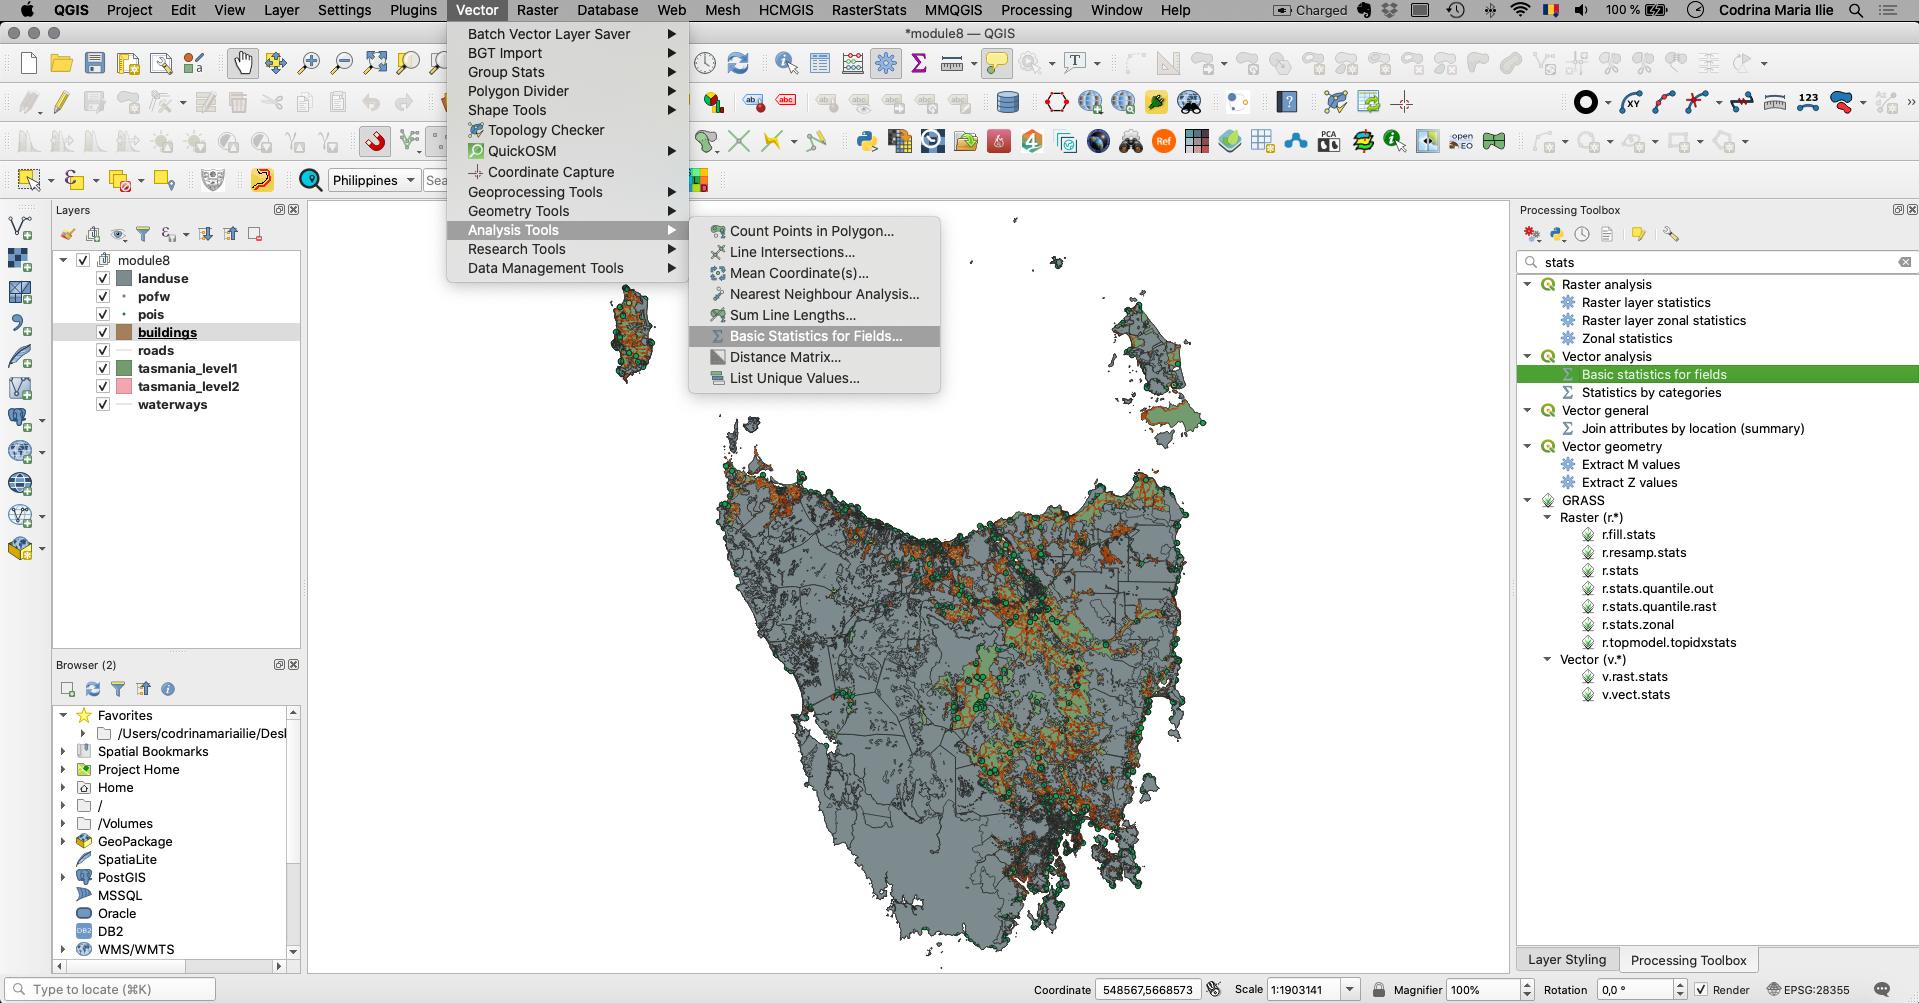 QGIS Project Edit View Layer Settings Plugins Vector Raster Database Web Mesh HCMGIS RasterStats MMQGIS Processing Window Help Charged 100 % Codrina Maria Ilie
*module8 — QGIS
Batch Vector Layer Saver
BGT Import
Group Stats
Polygon Divider
Shape Tools
Topology Checker
QuickOSM
Coordinate Capture
Geoprocessing Tools
Geometry Tools
Analysis Tools
Research Tools
Data Management Tools
Count Points in Polygon...
Line Intersections...
Mean Coordinate(s)...
Nearest Neighbour Analysis...
Sum Line Lengths...
Basic Statistics for Fields...
Distance Matrix...
List Unique Values...
abc abc
123
Ref
PCA
open
EO
Philippines
Sea
Layers
module8
landuse
pofw
pois
buildings
roads
tasmania_level1
tasmania_level2
waterways
Browser (2)
Favorites
/Users/codrinamariailie/Desl
Spatial Bookmarks
Project Home
Home
/
/Volumes
GeoPackage
SpatiaLite
PostGIS
MSSQL
Oracle
DB2
WMS/WMTS
Processing Toolbox
stats
Raster analysis
Raster layer statistics
Raster layer zonal statistics
Zonal statistics
Vector analysis
Basic statistics for fields
Statistics by categories
Vector general
Join attributes by location (summary)
Vector geometry
Extract M values
Extract Z values
GRASS
Raster (r.*)
r.fill.stats
r.resamp.stats
r.stats
r.stats.quantile.out
r.stats.quantile.rast
r.stats.zonal
r.topmodel.topidxstats
Vector (v.*)
v.rast.stats
v.vect.stats
Layer Styling Processing Toolbox
Type to locate (⌘K) Coordinate 548567,5668573 Scale 1:1903141 Magnifier 100% Rotation 0,0 ° Render EPSG:28355